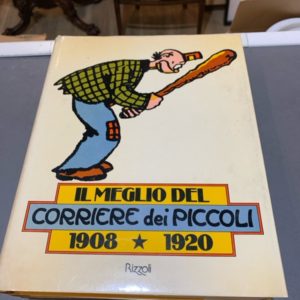 IL MEGLIO DEL
CORRIERE dei PICCOLI
1908 ★ 1920
Rizzoli